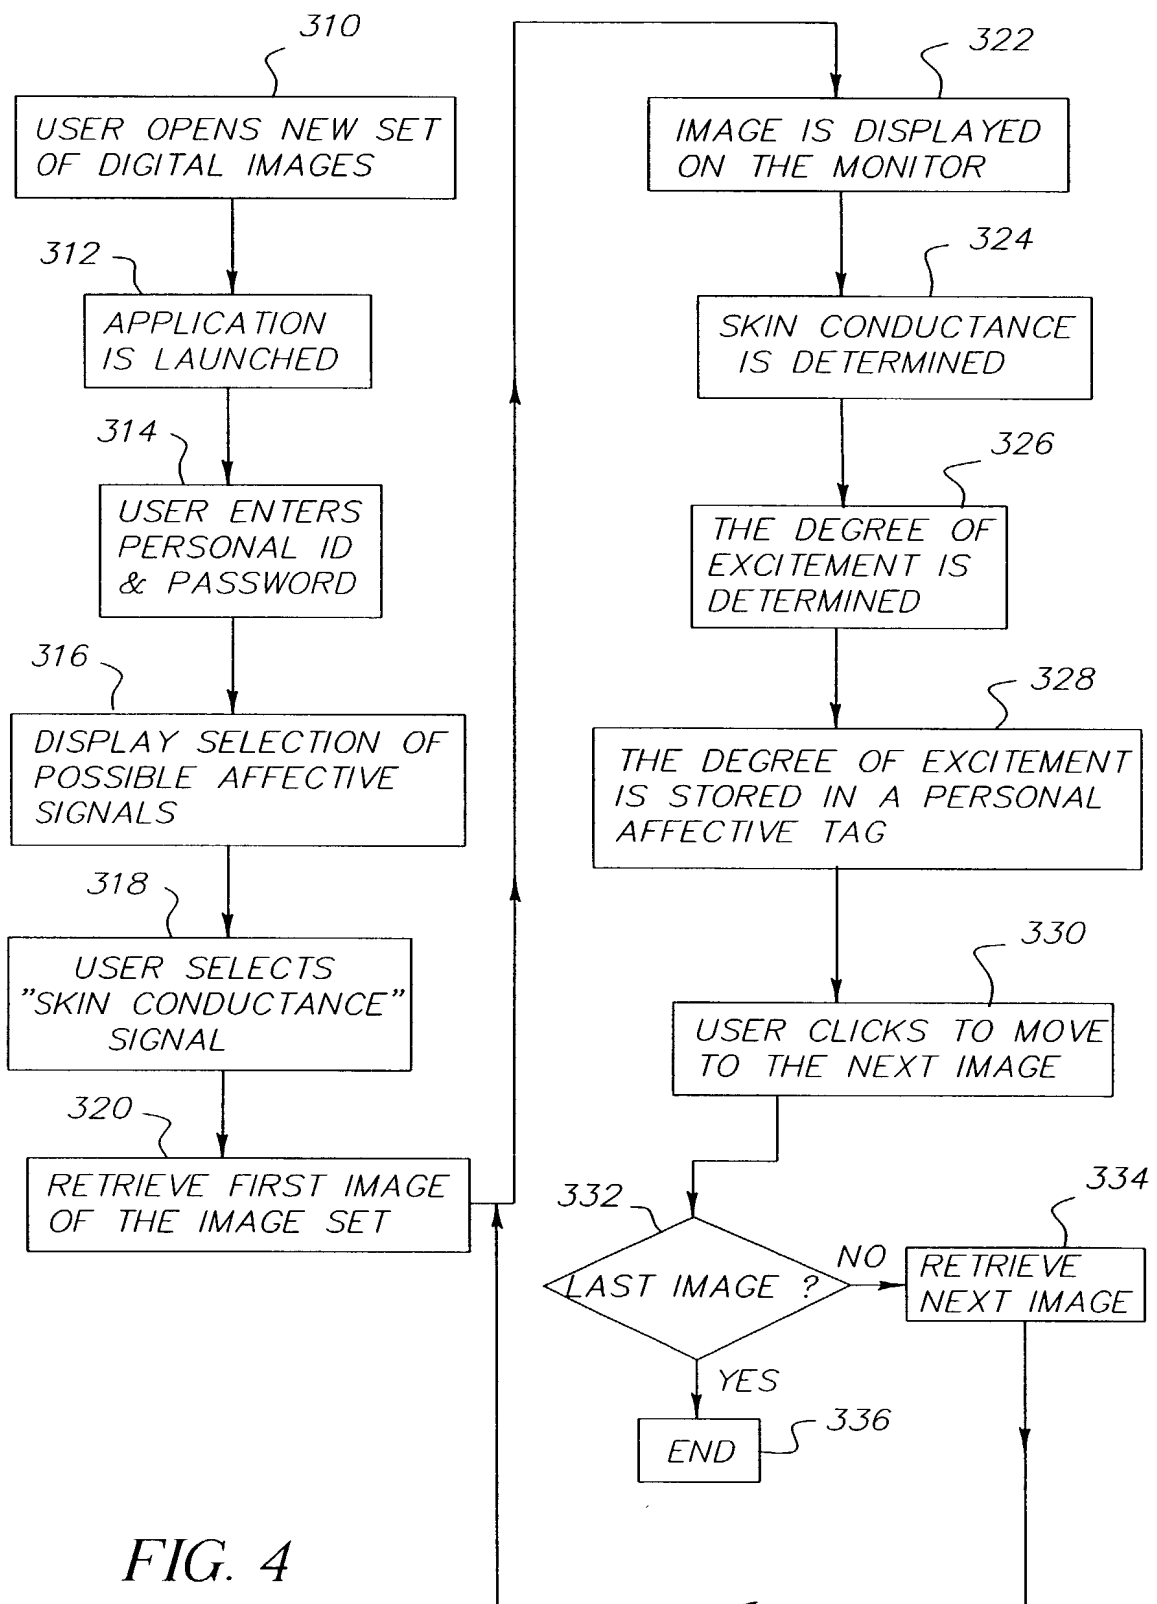 310
USER OPENS NEW SET
OF DIGITAL IMAGES
312
APPLICATION
IS LAUNCHED
314
USER ENTERS
PERSONAL ID
& PASSWORD
316
DISPLAY SELECTION OF
POSSIBLE AFFECTIVE
SIGNALS
318
USER SELECTS
"SKIN CONDUCTANCE"
SIGNAL
320
RETRIEVE FIRST IMAGE
OF THE IMAGE SET
322
IMAGE IS DISPLAYED
ON THE MONITOR
324
SKIN CONDUCTANCE
IS DETERMINED
326
THE DEGREE OF
EXCITEMENT IS
DETERMINED
328
THE DEGREE OF EXCITEMENT
IS STORED IN A PERSONAL
AFFECTIVE TAG
330
USER CLICKS TO MOVE
TO THE NEXT IMAGE
332
LAST IMAGE ?
NO
334
RETRIEVE
NEXT IMAGE
YES
336
END
FIG. 4